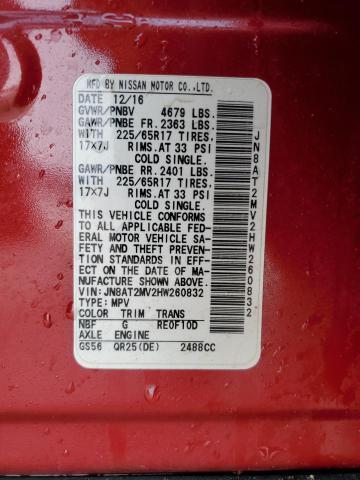 MFD BY NISSAN MOTOR CO.,LTD.
DATE 12/16
GVWR/PNBV 4679 LBS.
GAWR/PNBE FR. 2363 LBS.
WITH 225/65R17 TIRES,
17X7J RIMS.AT 33 PSI
COLD SINGLE.
GAWR/PNBE RR. 2401 LBS.
WITH 225/65R17 TIRES,
17X7J RIMS.AT 33 PSI
COLD SINGLE.
THIS VEHICLE CONFORMS
TO ALL APPLICABLE FED-
ERAL MOTOR VEHICLE SA-
FETY AND THEFT PREVEN-
TION STANDARDS IN EFF-
ECT ON THE DATE OF MA-
NUFACTURE SHOWN ABOVE.
VIN: JN8AT2MV2HW260832
TYPE: MPV
COLOR TRIM TRANS
NBF G RE0F10D
AXLE ENGINE
GS56 QR25(DE) 2488CC
JN8AT2MV2HW260832